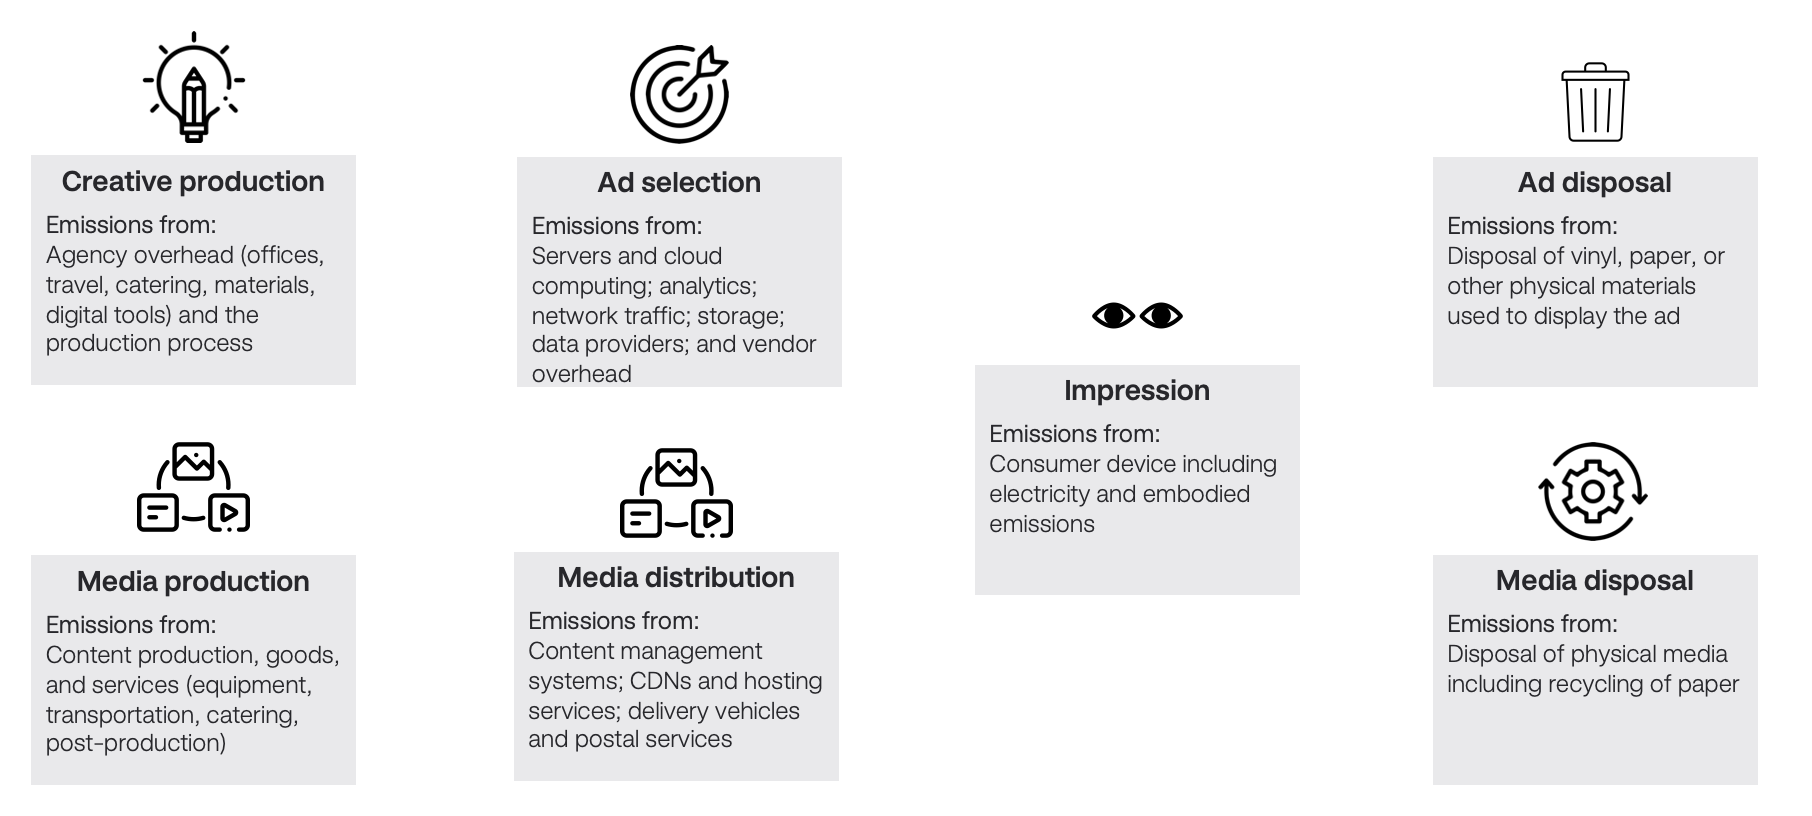 Creative production
Emissions from:
Agency overhead (offices,
travel, catering, materials,
digital tools) and the
production process
Ad selection
Emissions from:
Servers and cloud
computing; analytics;
network traffic; storage;
data providers; and vendor
overhead
Ad disposal
Emissions from:
Disposal of vinyl, paper, or
other physical materials
used to display the ad
Impression
Emissions from:
Consumer device including
electricity and embodied
emissions
Media production
Emissions from:
Content production, goods,
and services (equipment,
transportation, catering,
post-production)
Media distribution
Emissions from:
Content management
systems; CDNs and hosting
services; delivery vehicles
and postal services
Media disposal
Emissions from:
Disposal of physical media
including recycling of paper